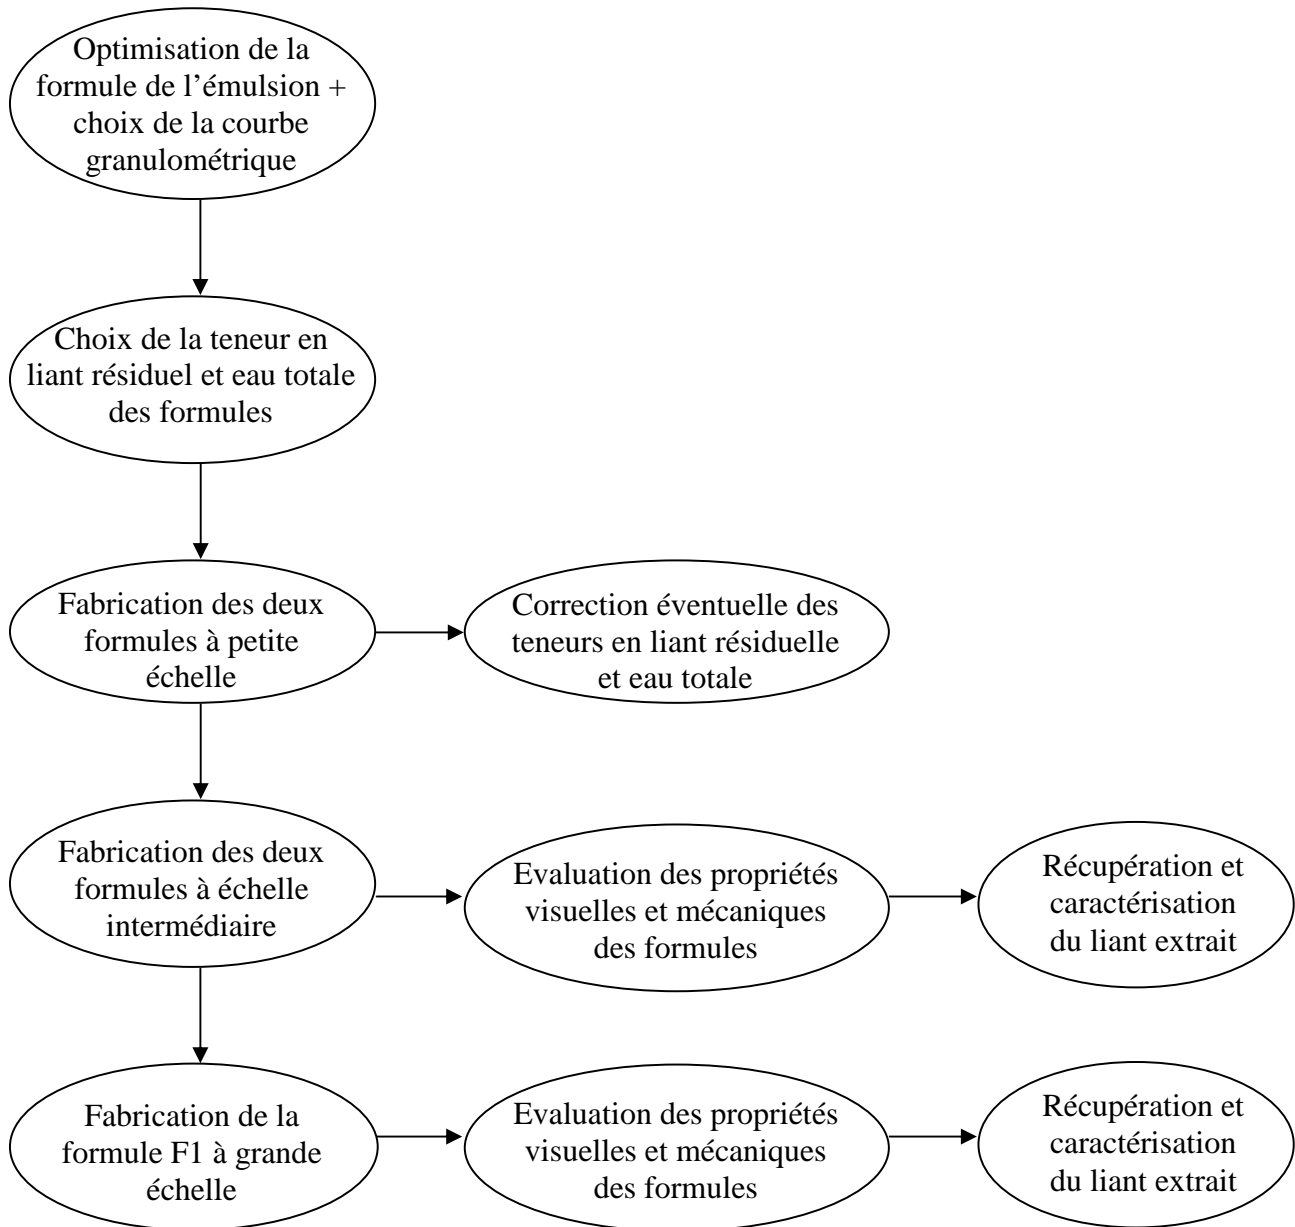 Optimisation de la
formule de l’émulsion +
choix de la courbe
granulométrique
Choix de la teneur en
liant résiduel et eau totale
des formules
Fabrication des deux
formules à petite
échelle
Correction éventuelle des
teneurs en liant résiduelle
et eau totale
Fabrication des deux
formules à échelle
intermédiaire
Evaluation des propriétés
visuelles et mécaniques
des formules
Récupération et
caractérisation
du liant extrait
Fabrication de la
formule F1 à grande
échelle
Evaluation des propriétés
visuelles et mécaniques
des formules
Récupération et
caractérisation
du liant extrait